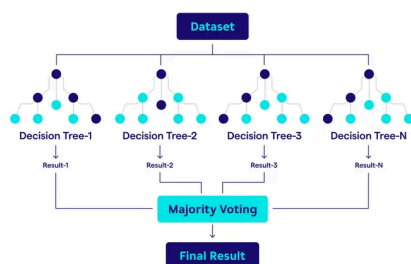 Dataset
Decision Tree-1 Decision Tree-2 Decision Tree-3 Decision Tree-N
Result-1 Result-2 Result-3 Result-N
Majority Voting
Final Result